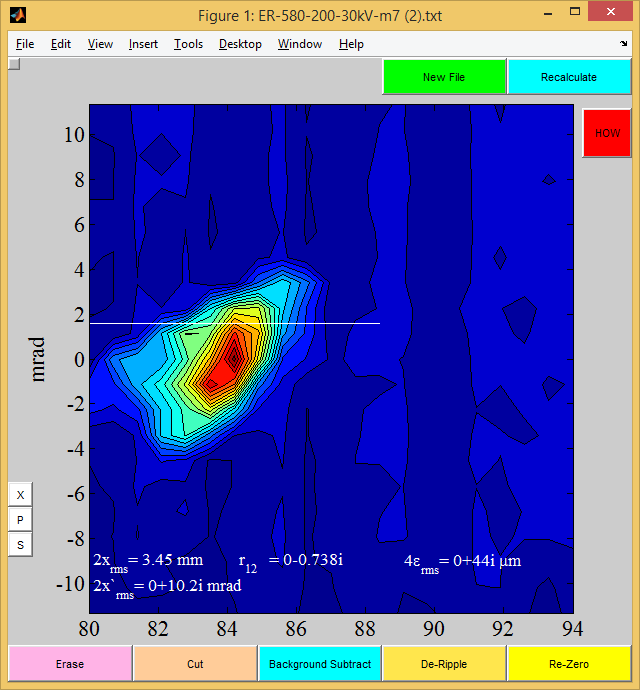 Figure 1: ER-580-200-30kV-m7 (2).txt
File Edit View Insert Tools Desktop Window Help
New File Recalculate
HOW
10
8
6
4
2
0
-2
-4
-6
-8
-10
mrad
X
P
S
2xrms = 3.45 mm r12 = 0-0.738i 4εrms = 0+44i μm
2x`rms = 0+10.2i mrad
80 82 84 86 88 90 92 94
Erase Cut Background Subtract De-Ripple Re-Zero